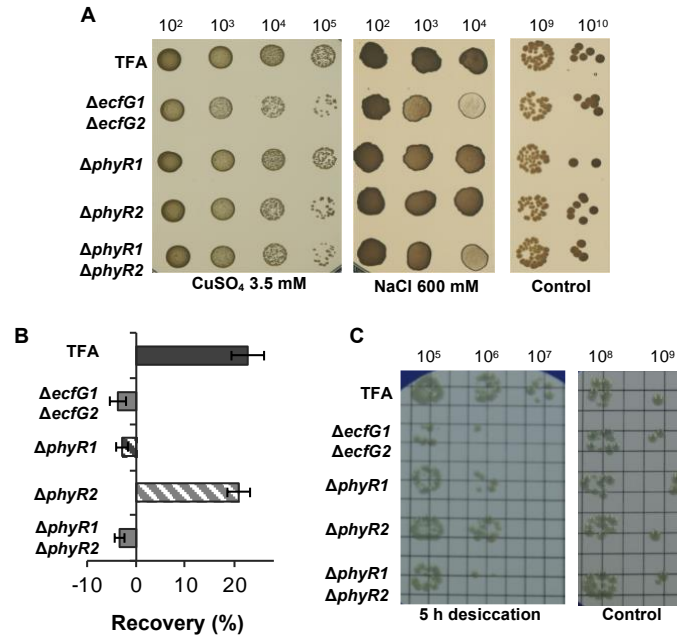 A
10² 10³ 10⁴ 10⁵ 10² 10³ 10⁴ 10⁹ 10¹⁰
TFA
ΔecfG1
ΔecfG2
ΔphyR1
ΔphyR2
ΔphyR1
ΔphyR2
CuSO₄ 3.5 mM NaCl 600 mM Control
B
TFA
ΔecfG1
ΔecfG2
ΔphyR1
ΔphyR2
ΔphyR1
ΔphyR2
-10 0 10 20
Recovery (%)
C
10⁵ 10⁶ 10⁷ 10⁸ 10⁹
TFA
ΔecfG1
ΔecfG2
ΔphyR1
ΔphyR2
ΔphyR1
ΔphyR2
5 h desiccation Control